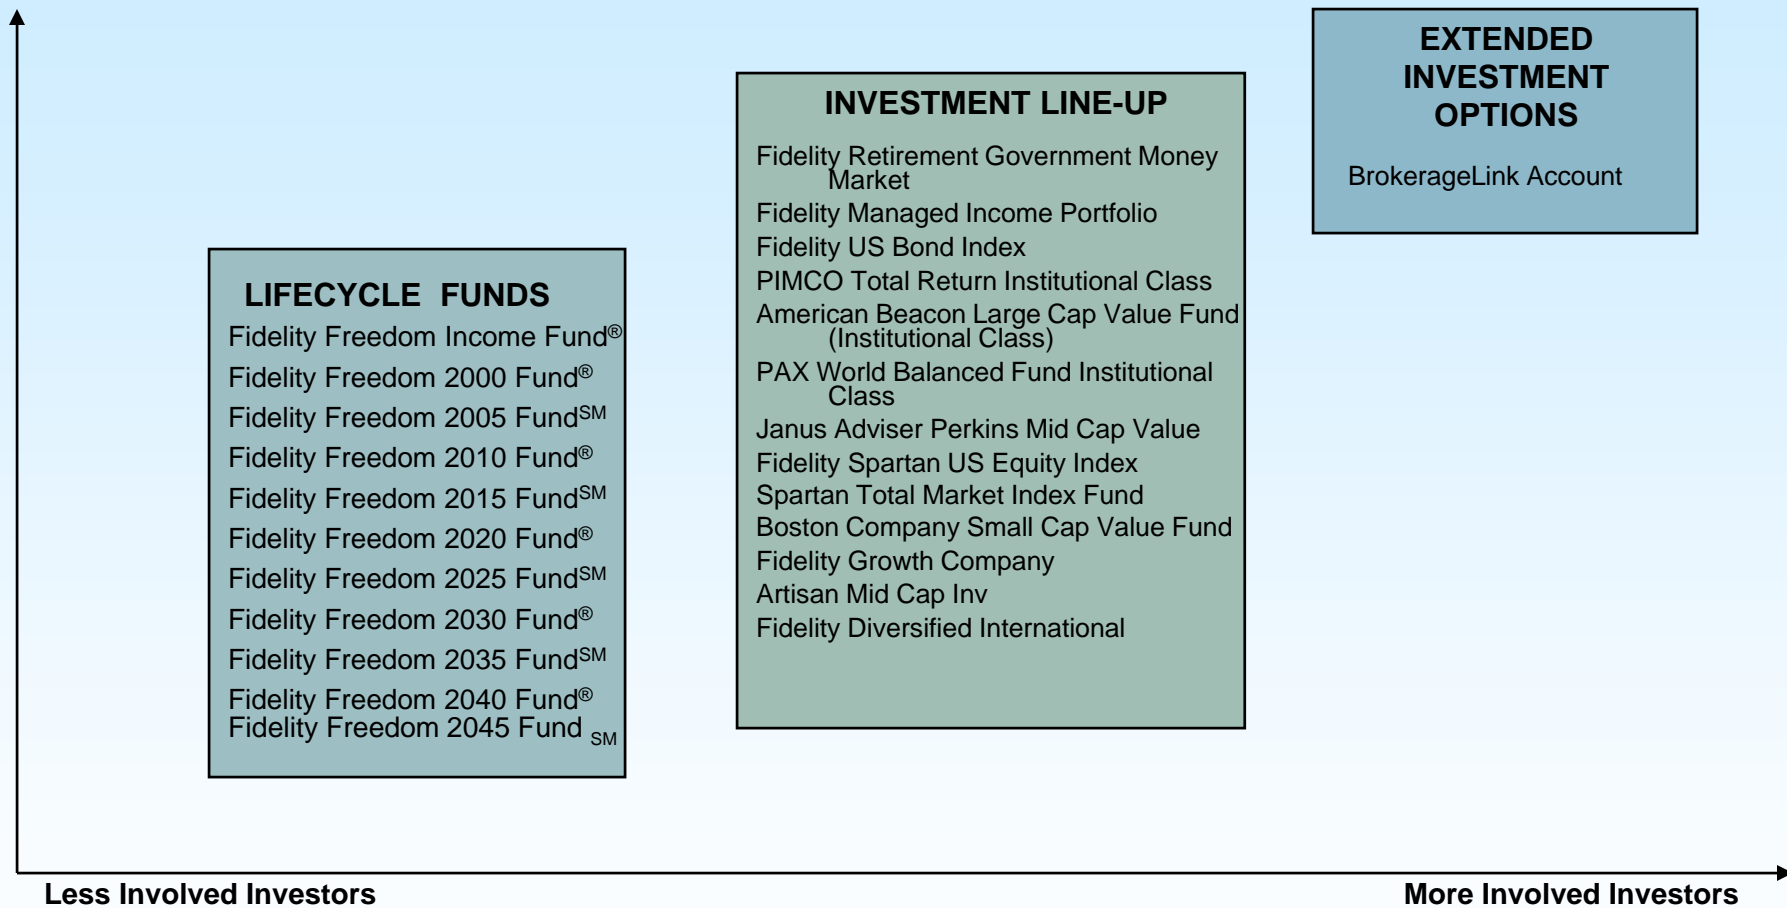 LIFECYCLE FUNDS
Fidelity Freedom Income Fund®
Fidelity Freedom 2000 Fund®
Fidelity Freedom 2005 FundSM
Fidelity Freedom 2010 Fund®
Fidelity Freedom 2015 FundSM
Fidelity Freedom 2020 Fund®
Fidelity Freedom 2025 FundSM
Fidelity Freedom 2030 Fund®
Fidelity Freedom 2035 FundSM
Fidelity Freedom 2040 Fund®
Fidelity Freedom 2045 Fund SM
INVESTMENT LINE-UP
Fidelity Retirement Government Money
Market
Fidelity Managed Income Portfolio
Fidelity US Bond Index
PIMCO Total Return Institutional Class
American Beacon Large Cap Value Fund
(Institutional Class)
PAX World Balanced Fund Institutional
Class
Janus Adviser Perkins Mid Cap Value
Fidelity Spartan US Equity Index
Spartan Total Market Index Fund
Boston Company Small Cap Value Fund
Fidelity Growth Company
Artisan Mid Cap Inv
Fidelity Diversified International
EXTENDED
INVESTMENT
OPTIONS
BrokerageLink Account
Less Involved Investors
More Involved Investors